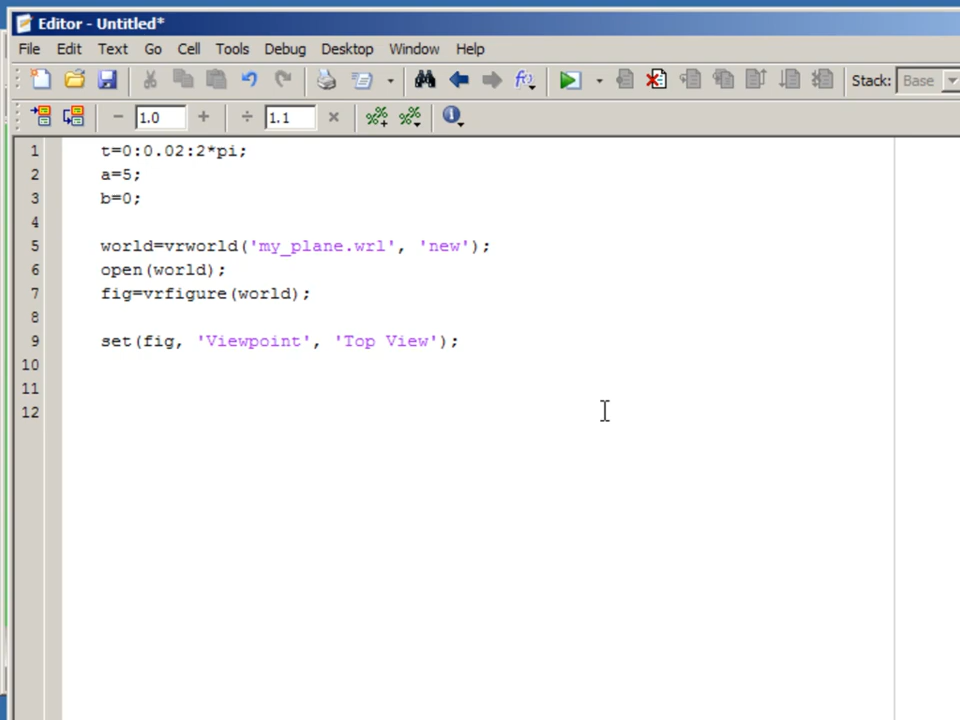 Editor - Untitled*
File Edit Text Go Cell Tools Debug Desktop Window Help
Stack: Base
1.0 1.1
1 t=0:0.02:2*pi;
2 a=5;
3 b=0;
4
5 world=vrworld('my_plane.wrl', 'new');
6 open(world);
7 fig=vrfigure(world);
8
9 set(fig, 'Viewpoint', 'Top View');
10
11
12